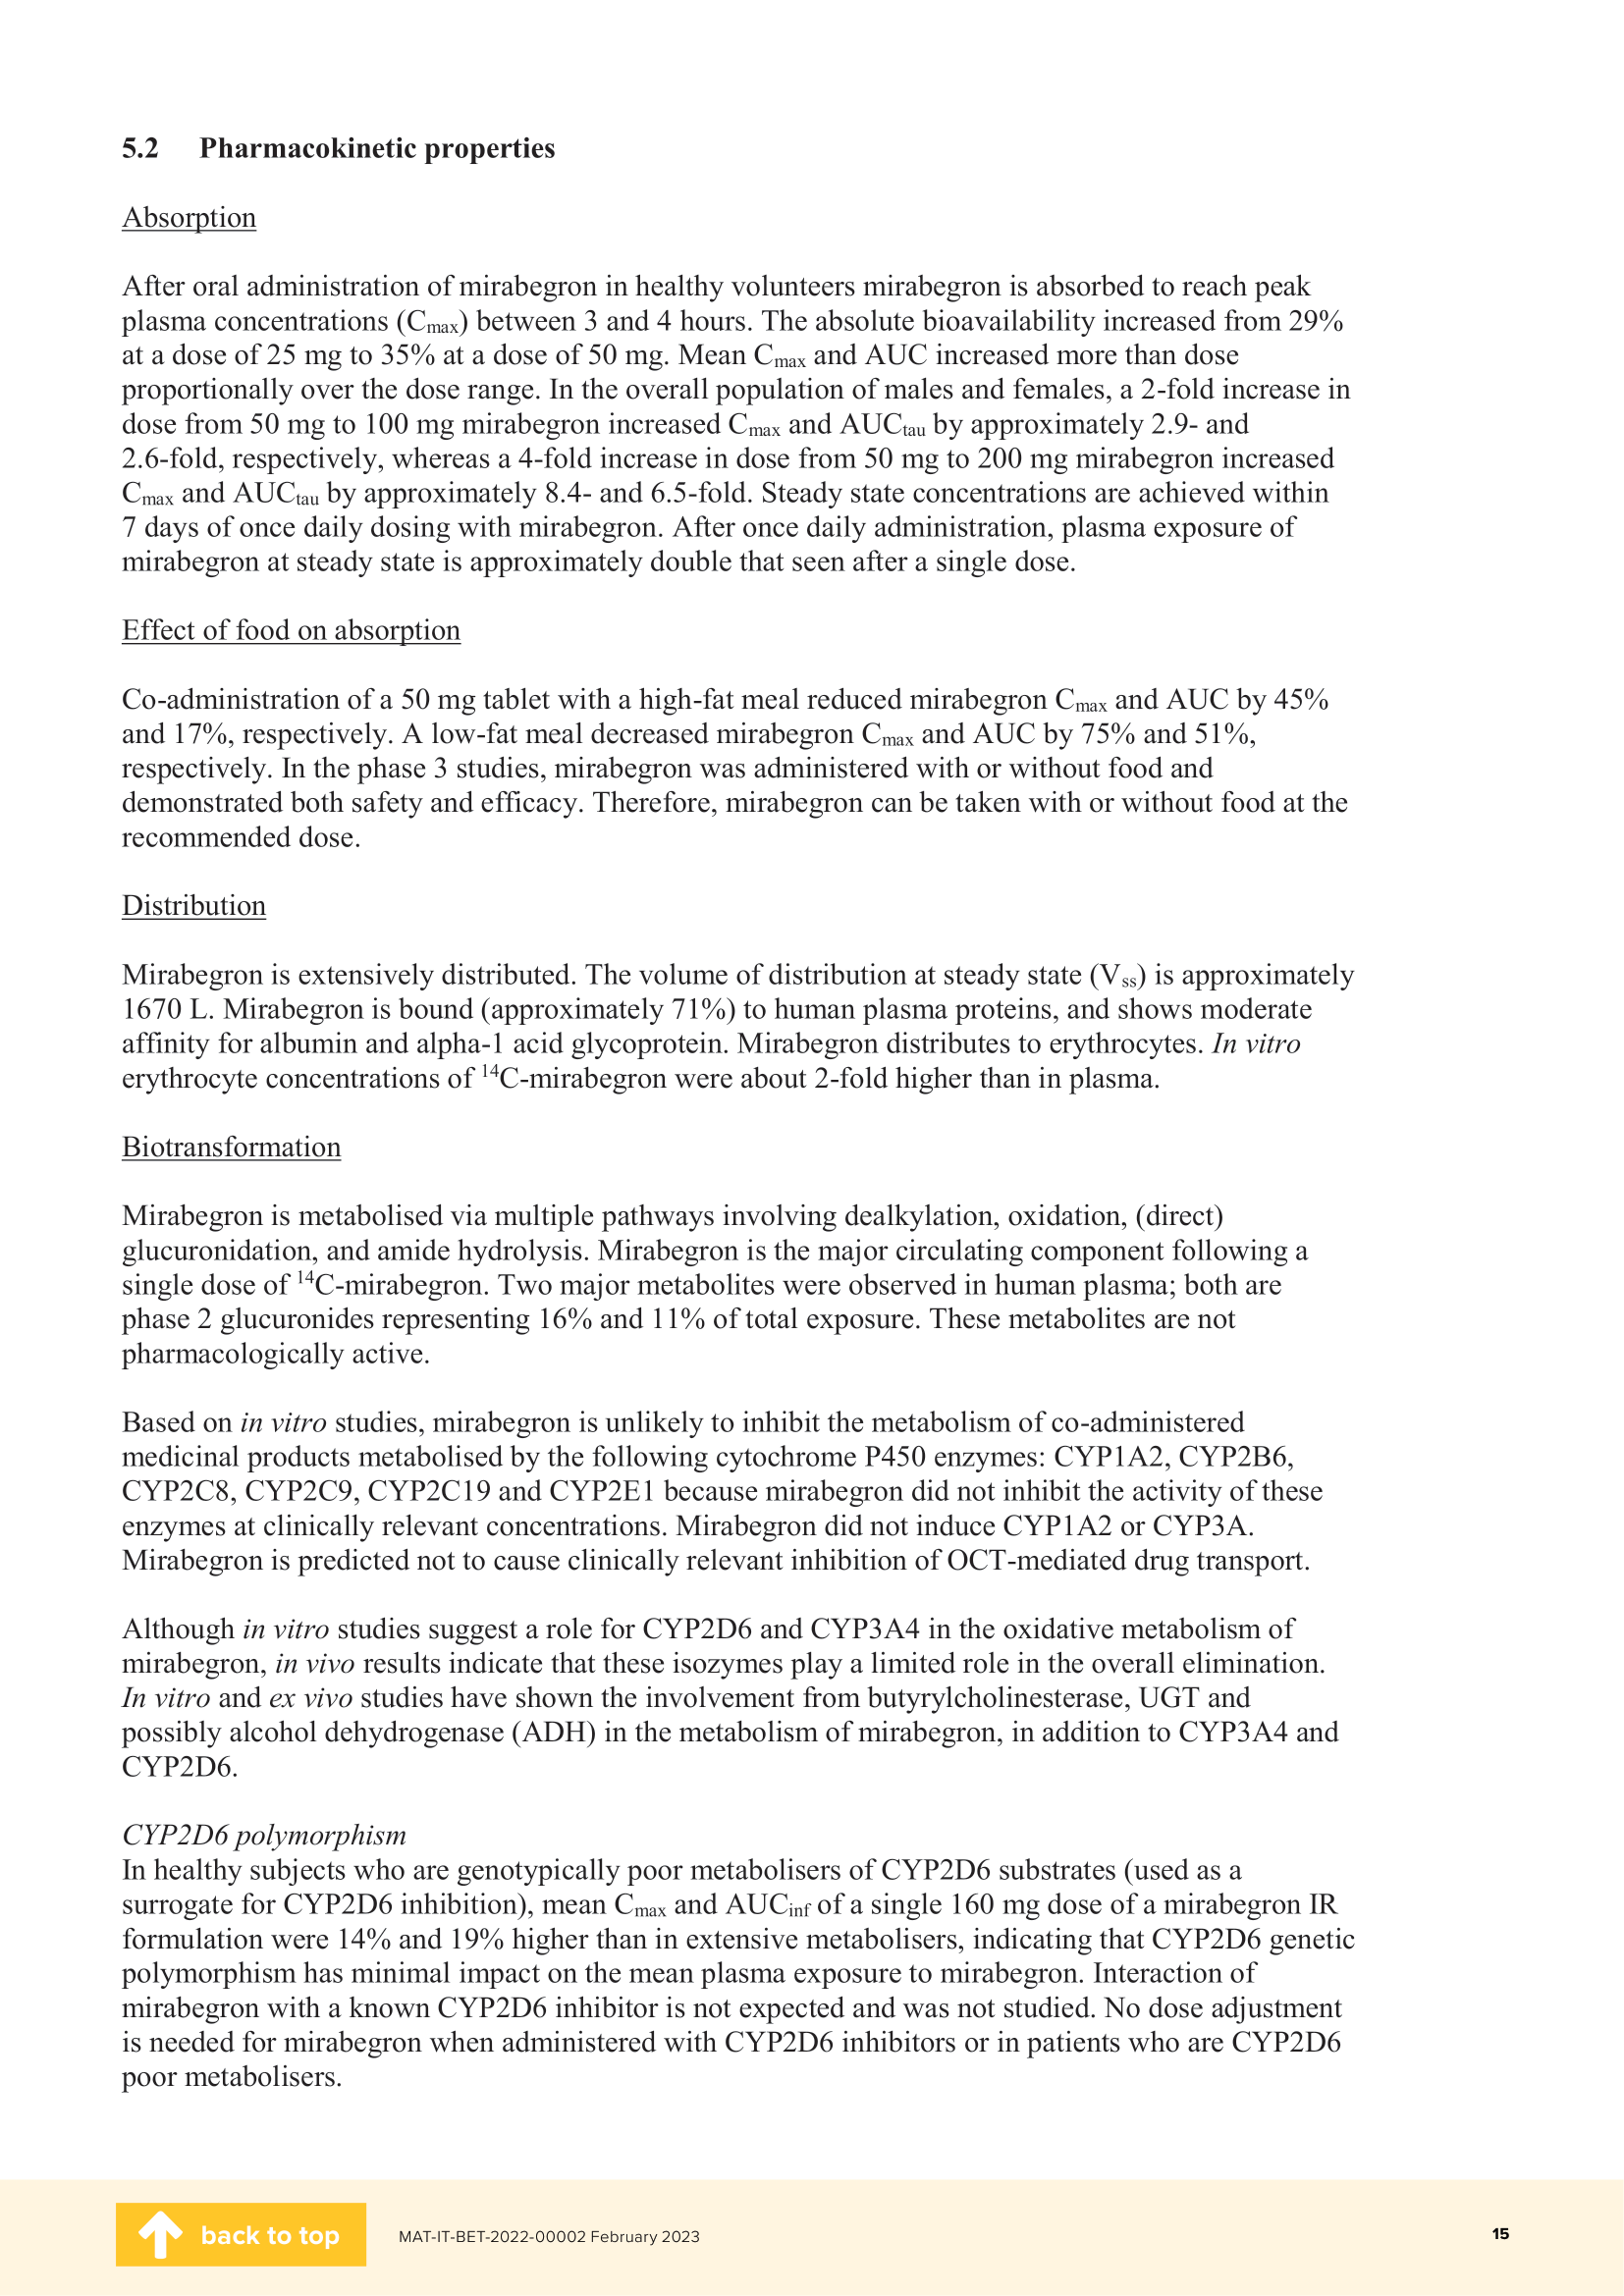 5.2 Pharmacokinetic properties
Absorption
After oral administration of mirabegron in healthy volunteers mirabegron is absorbed to reach peak
plasma concentrations (Cmax) between 3 and 4 hours. The absolute bioavailability increased from 29%
at a dose of 25 mg to 35% at a dose of 50 mg. Mean Cmax and AUC increased more than dose
proportionally over the dose range. In the overall population of males and females, a 2-fold increase in
dose from 50 mg to 100 mg mirabegron increased Cmax and AUCtau by approximately 2.9- and
2.6-fold, respectively, whereas a 4-fold increase in dose from 50 mg to 200 mg mirabegron increased
Cmax and AUCtau by approximately 8.4- and 6.5-fold. Steady state concentrations are achieved within
7 days of once daily dosing with mirabegron. After once daily administration, plasma exposure of
mirabegron at steady state is approximately double that seen after a single dose.
Effect of food on absorption
Co-administration of a 50 mg tablet with a high-fat meal reduced mirabegron Cmax and AUC by 45%
and 17%, respectively. A low-fat meal decreased mirabegron Cmax and AUC by 75% and 51%,
respectively. In the phase 3 studies, mirabegron was administered with or without food and
demonstrated both safety and efficacy. Therefore, mirabegron can be taken with or without food at the
recommended dose.
Distribution
Mirabegron is extensively distributed. The volume of distribution at steady state (Vss) is approximately
1670 L. Mirabegron is bound (approximately 71%) to human plasma proteins, and shows moderate
affinity for albumin and alpha-1 acid glycoprotein. Mirabegron distributes to erythrocytes. In vitro
erythrocyte concentrations of 14C-mirabegron were about 2-fold higher than in plasma.
Biotransformation
Mirabegron is metabolised via multiple pathways involving dealkylation, oxidation, (direct)
glucuronidation, and amide hydrolysis. Mirabegron is the major circulating component following a
single dose of 14C-mirabegron. Two major metabolites were observed in human plasma; both are
phase 2 glucuronides representing 16% and 11% of total exposure. These metabolites are not
pharmacologically active.
Based on in vitro studies, mirabegron is unlikely to inhibit the metabolism of co-administered
medicinal products metabolised by the following cytochrome P450 enzymes: CYP1A2, CYP2B6,
CYP2C8, CYP2C9, CYP2C19 and CYP2E1 because mirabegron did not inhibit the activity of these
enzymes at clinically relevant concentrations. Mirabegron did not induce CYP1A2 or CYP3A.
Mirabegron is predicted not to cause clinically relevant inhibition of OCT-mediated drug transport.
Although in vitro studies suggest a role for CYP2D6 and CYP3A4 in the oxidative metabolism of
mirabegron, in vivo results indicate that these isozymes play a limited role in the overall elimination.
In vitro and ex vivo studies have shown the involvement from butyrylcholinesterase, UGT and
possibly alcohol dehydrogenase (ADH) in the metabolism of mirabegron, in addition to CYP3A4 and
CYP2D6.
CYP2D6 polymorphism
In healthy subjects who are genotypically poor metabolisers of CYP2D6 substrates (used as a
surrogate for CYP2D6 inhibition), mean Cmax and AUCinf of a single 160 mg dose of a mirabegron IR
formulation were 14% and 19% higher than in extensive metabolisers, indicating that CYP2D6 genetic
polymorphism has minimal impact on the mean plasma exposure to mirabegron. Interaction of
mirabegron with a known CYP2D6 inhibitor is not expected and was not studied. No dose adjustment
is needed for mirabegron when administered with CYP2D6 inhibitors or in patients who are CYP2D6
poor metabolisers.
back to top MAT-IT-BET-2022-00002 February 2023 15